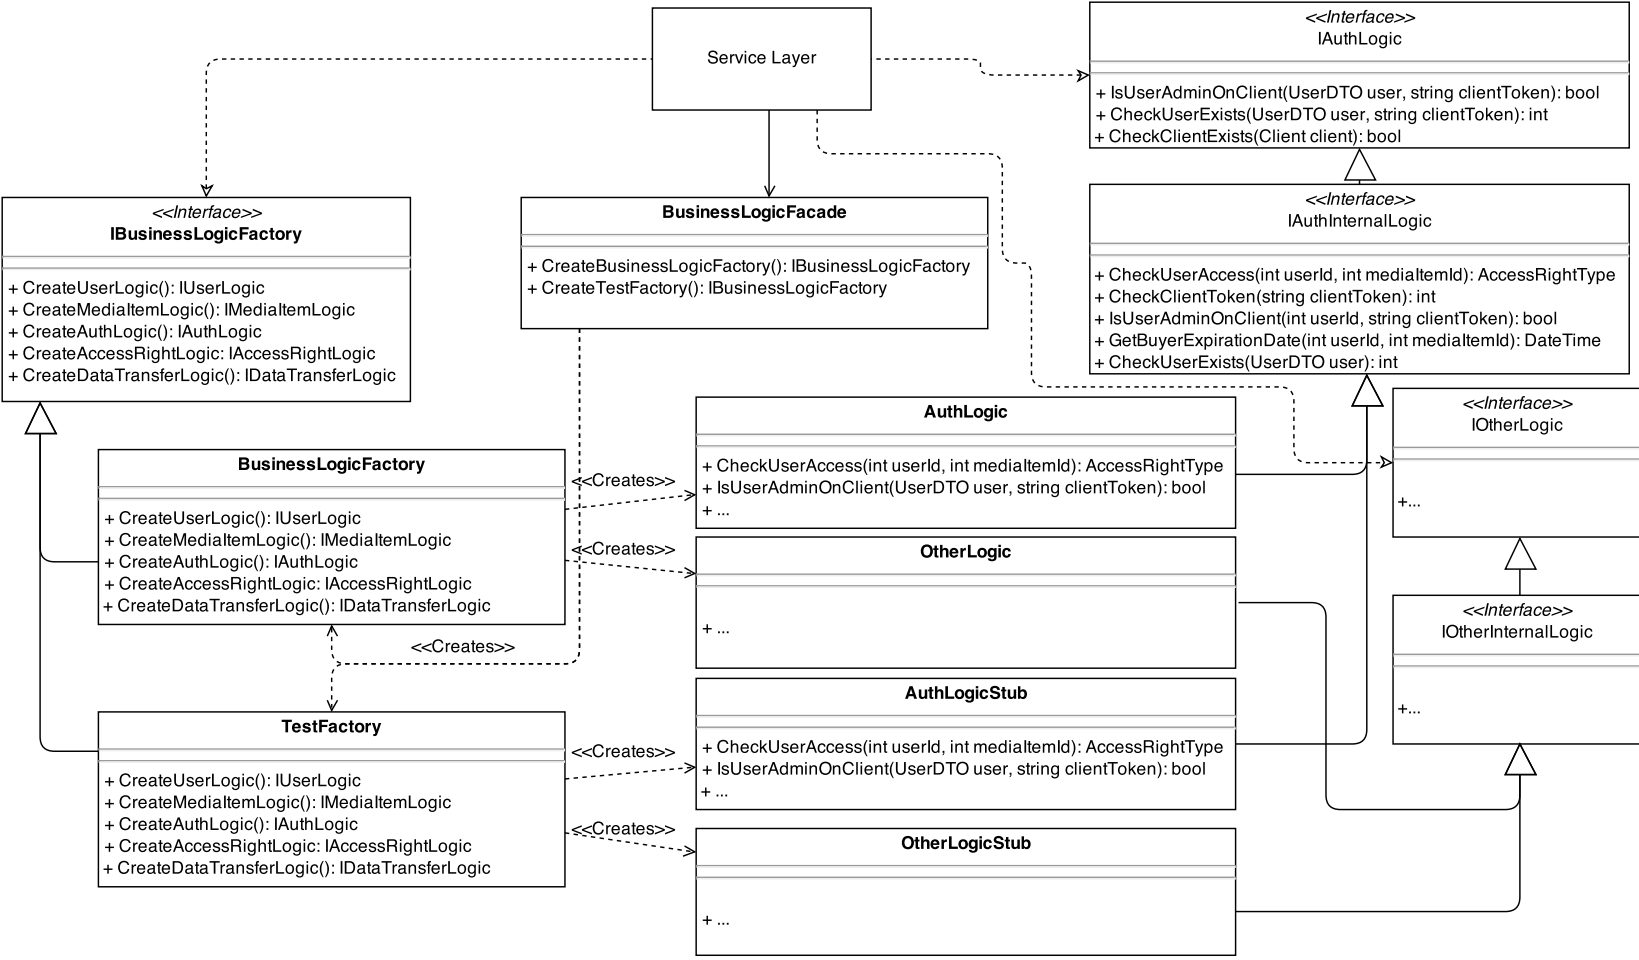 Service Layer
<<Interface>>
IAuthLogic
+ IsUserAdminOnClient(UserDTO user, string clientToken): bool
+ CheckUserExists(UserDTO user, string clientToken): int
+ CheckClientExists(Client client): bool
<<Interface>>
IBusinessLogicFactory
+ CreateUserLogic(): IUserLogic
+ CreateMediaItemLogic(): IMediaItemLogic
+ CreateAuthLogic(): IAuthLogic
+ CreateAccessRightLogic: IAccessRightLogic
+ CreateDataTransferLogic(): IDataTransferLogic
BusinessLogicFacade
+ CreateBusinessLogicFactory(): IBusinessLogicFactory
+ CreateTestFactory(): IBusinessLogicFactory
<<Interface>>
IAuthInternalLogic
+ CheckUserAccess(int userId, int mediaItemId): AccessRightType
+ CheckClientToken(string clientToken): int
+ IsUserAdminOnClient(int userId, string clientToken): bool
+ GetBuyerExpirationDate(int userId, int mediaItemId): DateTime
+ CheckUserExists(UserDTO user): int
BusinessLogicFactory
+ CreateUserLogic(): IUserLogic
+ CreateMediaItemLogic(): IMediaItemLogic
+ CreateAuthLogic(): IAuthLogic
+ CreateAccessRightLogic: IAccessRightLogic
+ CreateDataTransferLogic(): IDataTransferLogic
<<Creates>>
<<Creates>>
<<Creates>>
AuthLogic
+ CheckUserAccess(int userId, int mediaItemId): AccessRightType
+ IsUserAdminOnClient(UserDTO user, string clientToken): bool
+ ...
<<Interface>>
IOtherLogic
+...
OtherLogic
+ ...
<<Interface>>
IOtherInternalLogic
+...
TestFactory
+ CreateUserLogic(): IUserLogic
+ CreateMediaItemLogic(): IMediaItemLogic
+ CreateAuthLogic(): IAuthLogic
+ CreateAccessRightLogic: IAccessRightLogic
+ CreateDataTransferLogic(): IDataTransferLogic
<<Creates>>
<<Creates>>
AuthLogicStub
+ CheckUserAccess(int userId, int mediaItemId): AccessRightType
+ IsUserAdminOnClient(UserDTO user, string clientToken): bool
+ ...
OtherLogicStub
+ ...